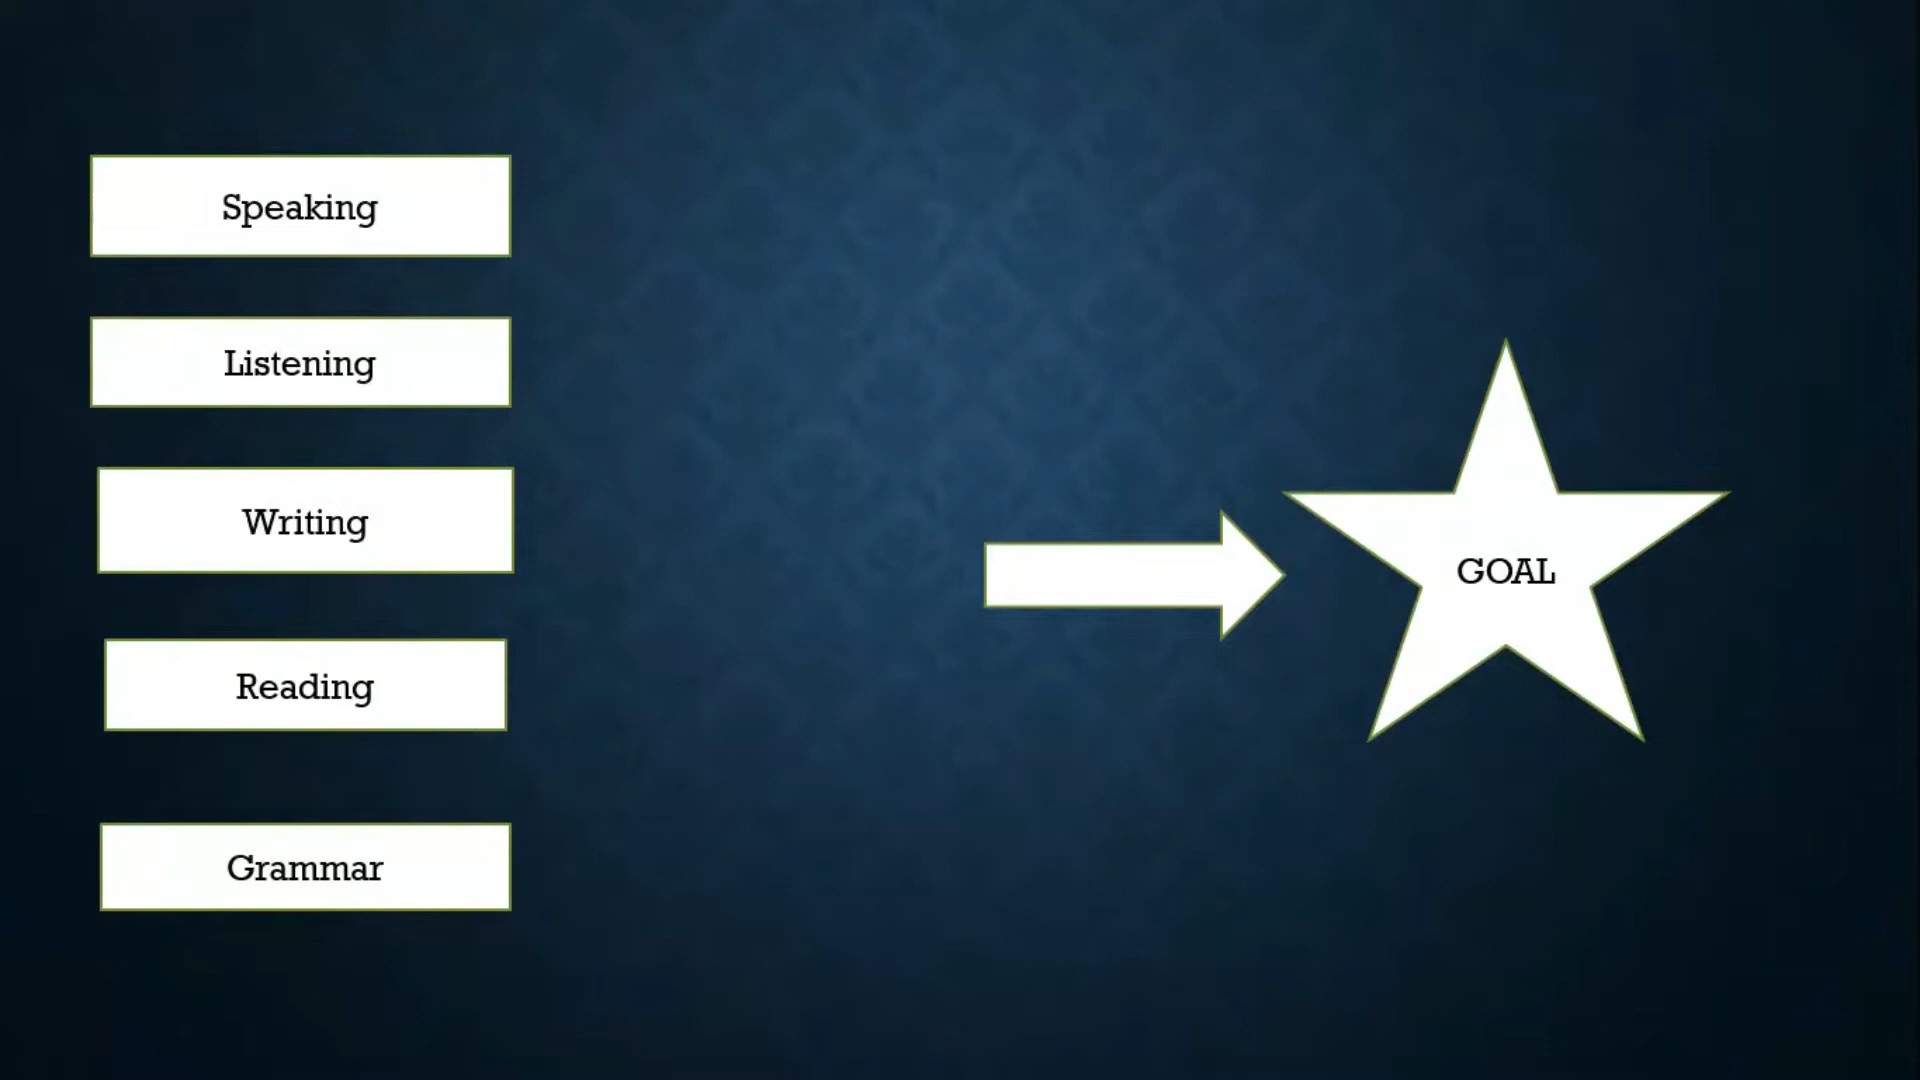 Speaking
Listening
Writing
Reading
Grammar
GOAL